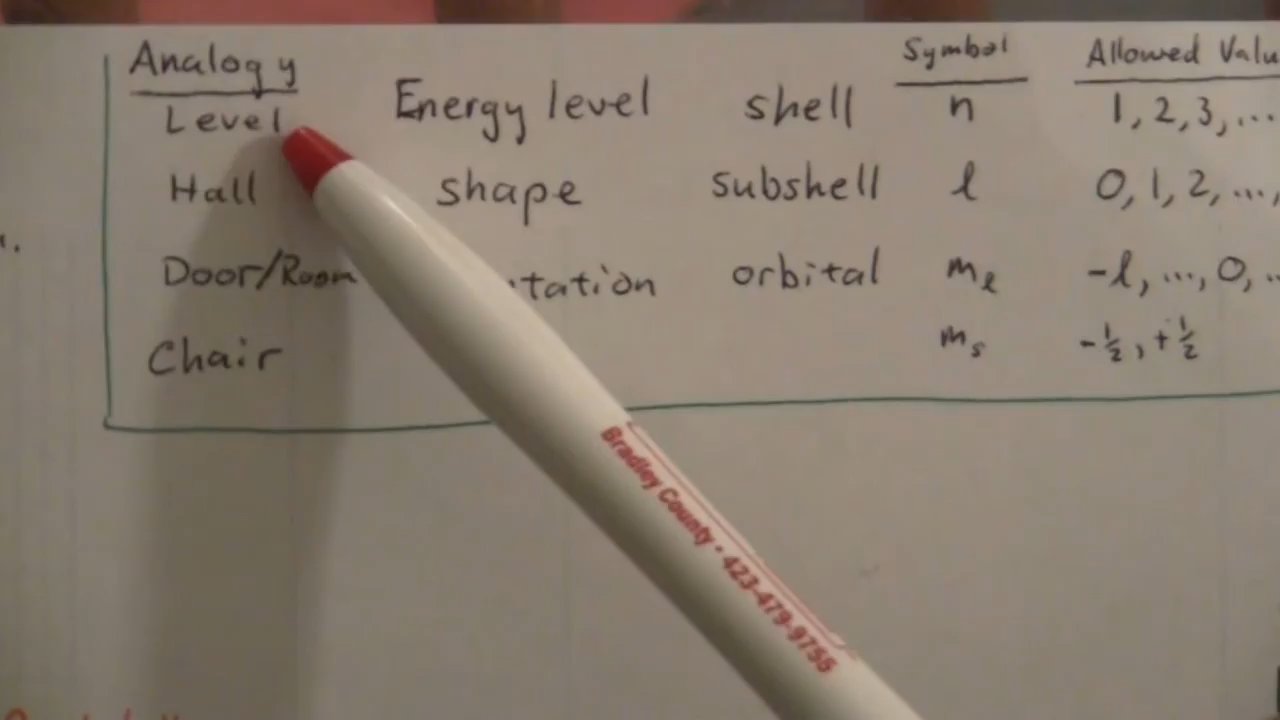 Analogy Symbol Allowed Valu
Level Energy level shell n 1, 2, 3, ...
Hall shape subshell l 0, 1, 2, ...,
Door/Room tation orbital mₗ -l, ..., 0, ..
Chair mₛ -½, +½
Bradley County • 423-479-9755